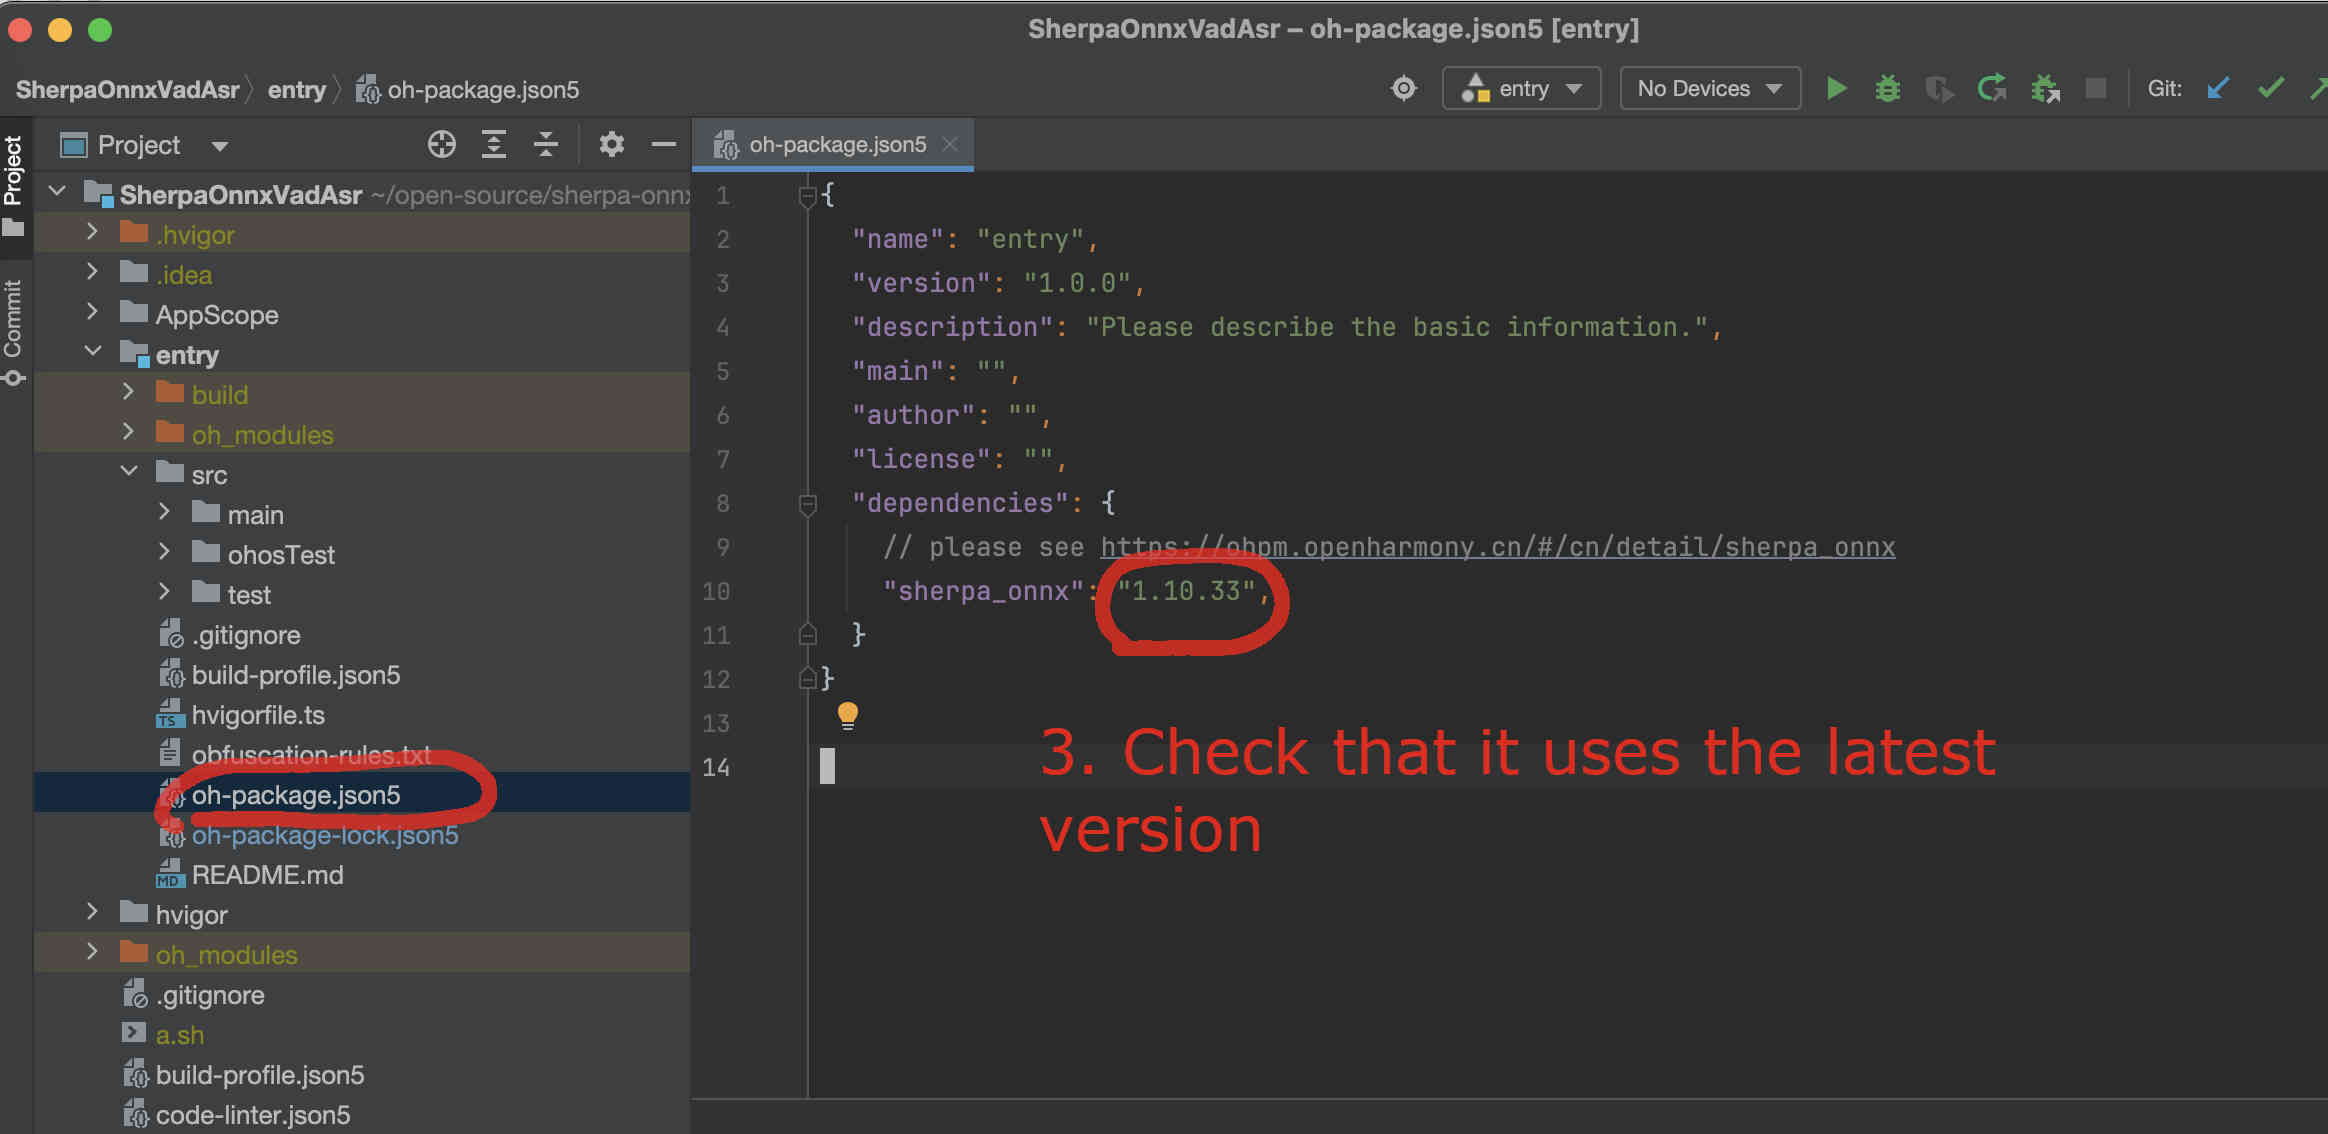 SherpaOnnxVadAsr – oh-package.json5 [entry]
SherpaOnnxVadAsr entry oh-package.json5
entry No Devices Git:
Project
Commit
Project
SherpaOnnxVadAsr ~/open-source/sherpa-onnx
.hvigor
.idea
AppScope
entry
build
oh_modules
src
main
ohosTest
test
.gitignore
build-profile.json5
hvigorfile.ts
obfuscation-rules.txt
oh-package.json5
oh-package-lock.json5
README.md
hvigor
oh_modules
.gitignore
a.sh
build-profile.json5
code-linter.json5
oh-package.json5
1 {
2 "name": "entry",
3 "version": "1.0.0",
4 "description": "Please describe the basic information.",
5 "main": "",
6 "author": "",
7 "license": "",
8 "dependencies": {
9 // please see https://ohpm.openharmony.cn/#/cn/detail/sherpa_onnx
10 "sherpa_onnx": "1.10.33",
11 }
12 }
13
14
3. Check that it uses the latest
version